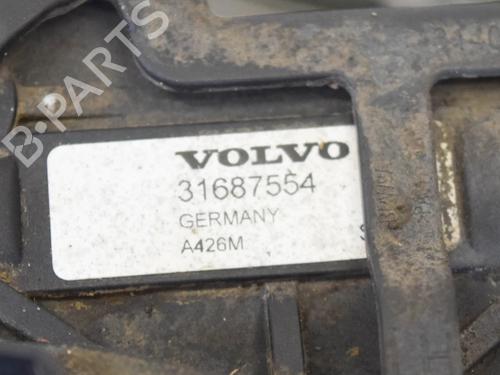 B-PARTS
VOLVO
31687554
GERMANY
A426M
S